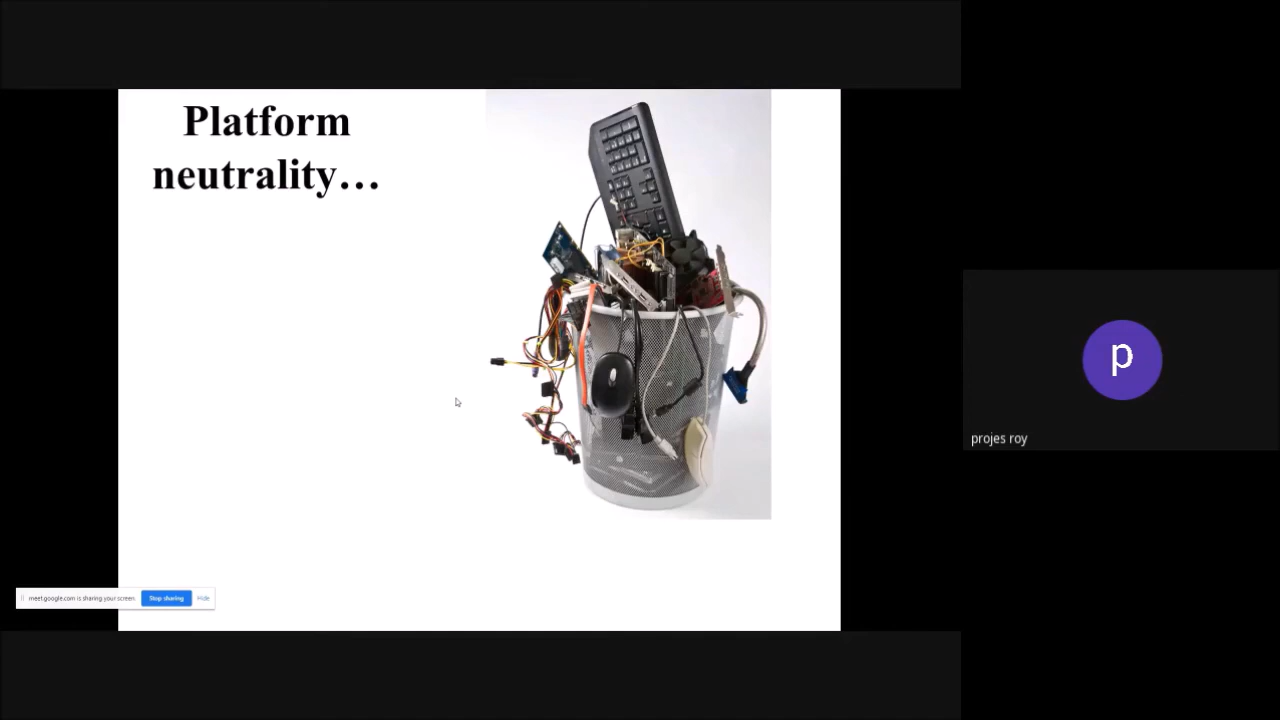 Platform
neutrality…
meet.google.com is sharing your screen.
Stop sharing
Hide
p
projes roy